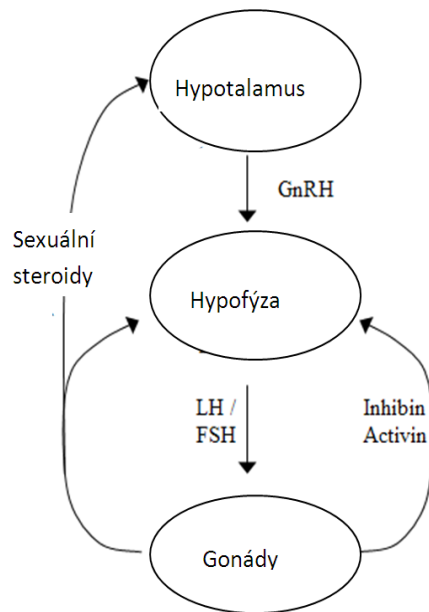 Hypotalamus
GnRH
Sexuální
steroidy
Hypofýza
LH /
FSH
Inhibin
Activin
Gonády